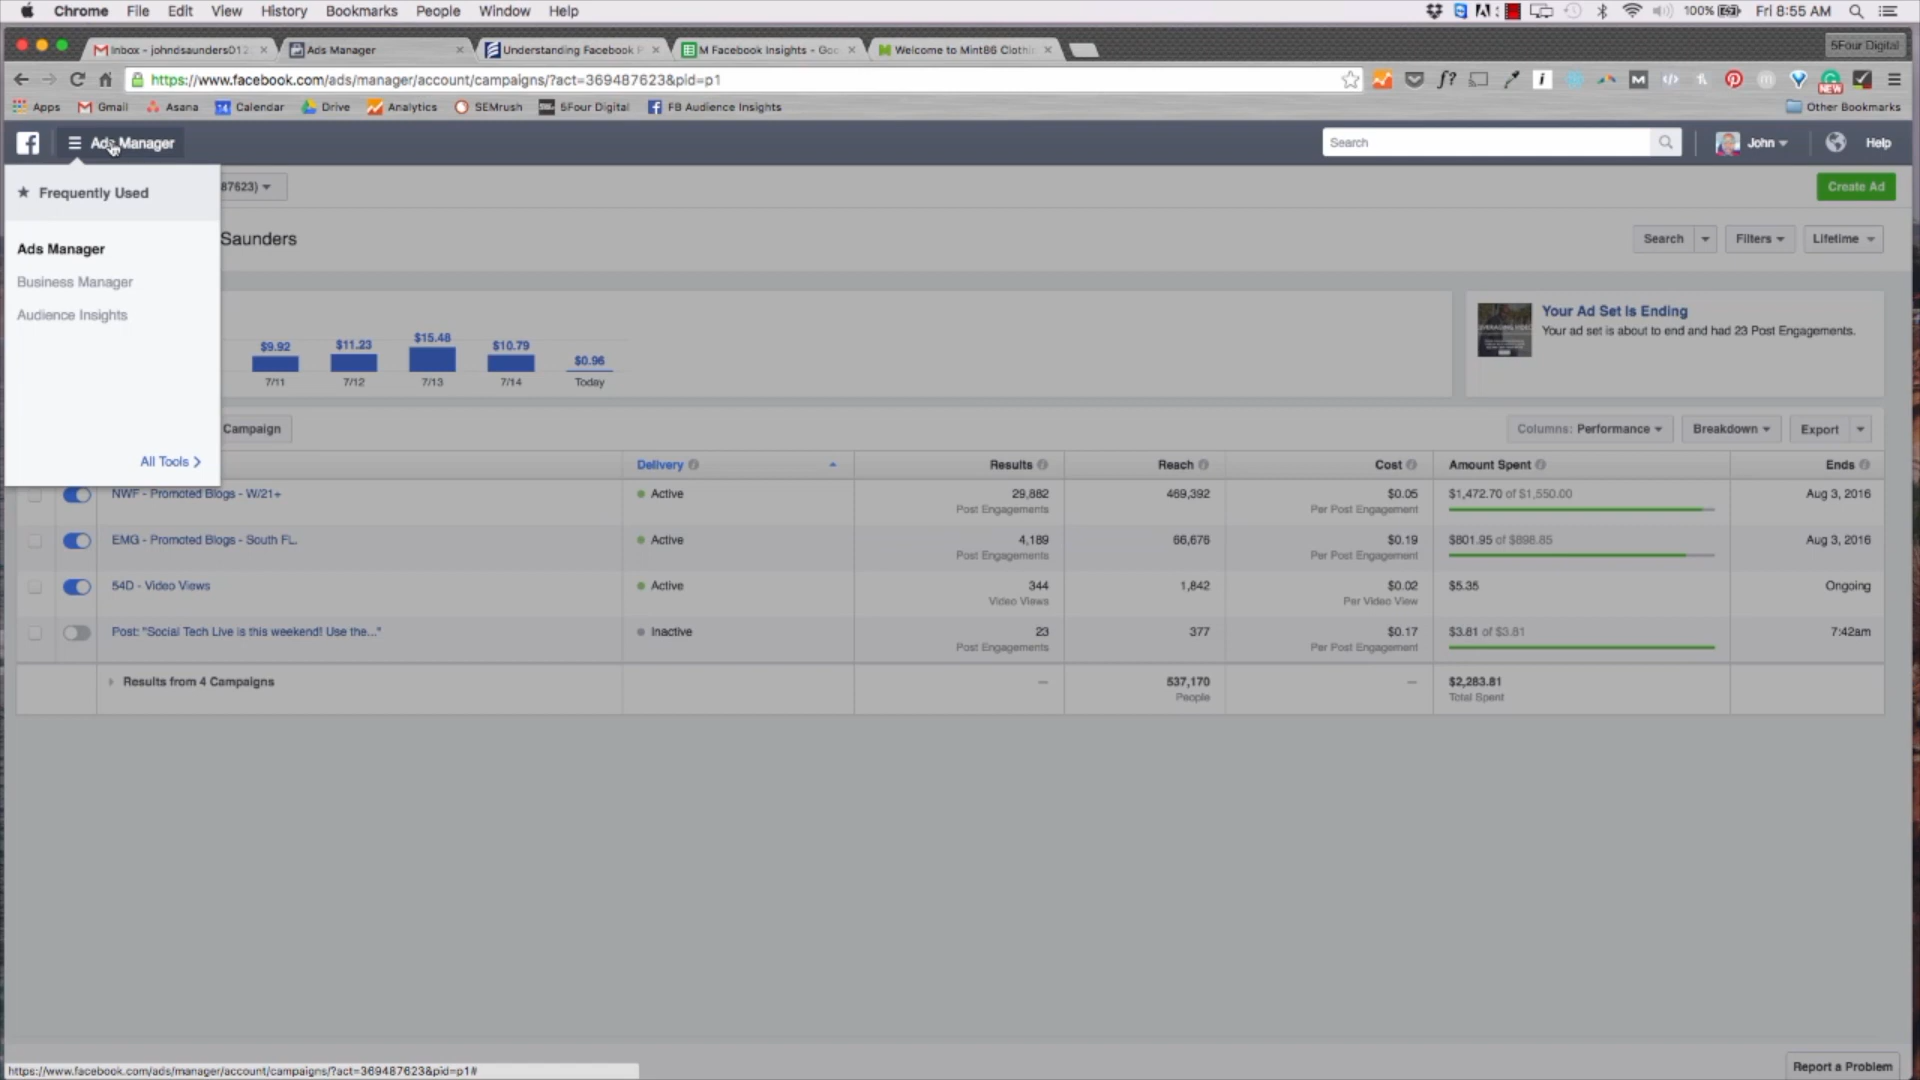 Chrome File Edit View History Bookmarks People Window Help 100% Fri 8:55 AM
Inbox - johndsaunders012 Ads Manager Understanding Facebook P M Facebook Insights - Goo Welcome to Mint86 Clothin 5Four Digital
https://www.facebook.com/ads/manager/account/campaigns/?act=369487623&pid=p1
Apps Gmail Asana Calendar Drive Analytics SEMrush 5Four Digital FB Audience Insights Other Bookmarks
Ads Manager Search John Help
Frequently Used 87623) Create Ad
Ads Manager
Business Manager
Audience Insights
All Tools
Saunders Search Filters Lifetime
$9.92 $11.23 $15.48 $10.79 $0.96
7/11 7/12 7/13 7/14 Today
Your Ad Set Is Ending
Your ad set is about to end and had 23 Post Engagements.
Campaign Columns: Performance Breakdown Export
Delivery Results Reach Cost Amount Spent Ends
NWF - Promoted Blogs - W/21+ Active 29,882 469,392 $0.05 $1,472.70 of $1,550.00 Aug 3, 2016
Post Engagements Per Post Engagement
EMG - Promoted Blogs - South FL. Active 4,189 66,676 $0.19 $801.95 of $898.85 Aug 3, 2016
Post Engagements Per Post Engagement
54D - Video Views Active 344 1,842 $0.02 $5.35 Ongoing
Video Views Per Video View
Post: "Social Tech Live is this weekend! Use the..." Inactive 23 377 $0.17 $3.81 of $3.81 7:42am
Post Engagements Per Post Engagement
Results from 4 Campaigns — 537,170 — $2,283.81
People Total Spent
https://www.facebook.com/ads/manager/account/campaigns/?act=369487623&pid=p1# Report a Problem